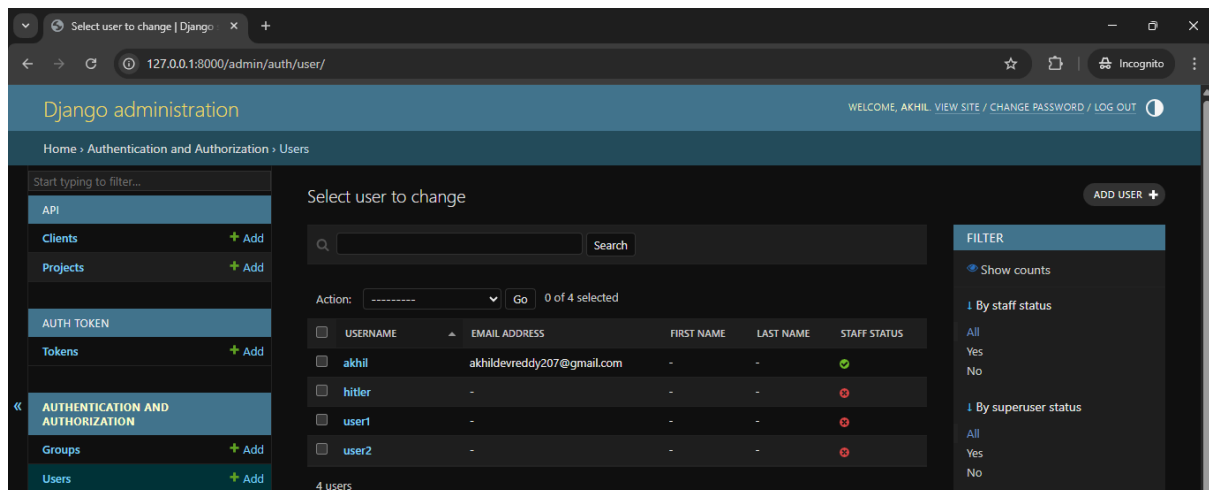 Select user to change | Django
127.0.0.1:8000/admin/auth/user/
Incognito
Django administration
WELCOME, AKHIL. VIEW SITE / CHANGE PASSWORD / LOG OUT
Home › Authentication and Authorization › Users
Start typing to filter...
API
Clients + Add
Projects + Add
AUTH TOKEN
Tokens + Add
«
AUTHENTICATION AND
AUTHORIZATION
Groups + Add
Users + Add
Select user to change
ADD USER +
Search
Action: --------- Go 0 of 4 selected
USERNAME EMAIL ADDRESS FIRST NAME LAST NAME STAFF STATUS
akhil akhildevreddy207@gmail.com - -
hitler - - -
user1 - - -
user2 - - -
4 users
FILTER
Show counts
↓ By staff status
All
Yes
No
↓ By superuser status
All
Yes
No